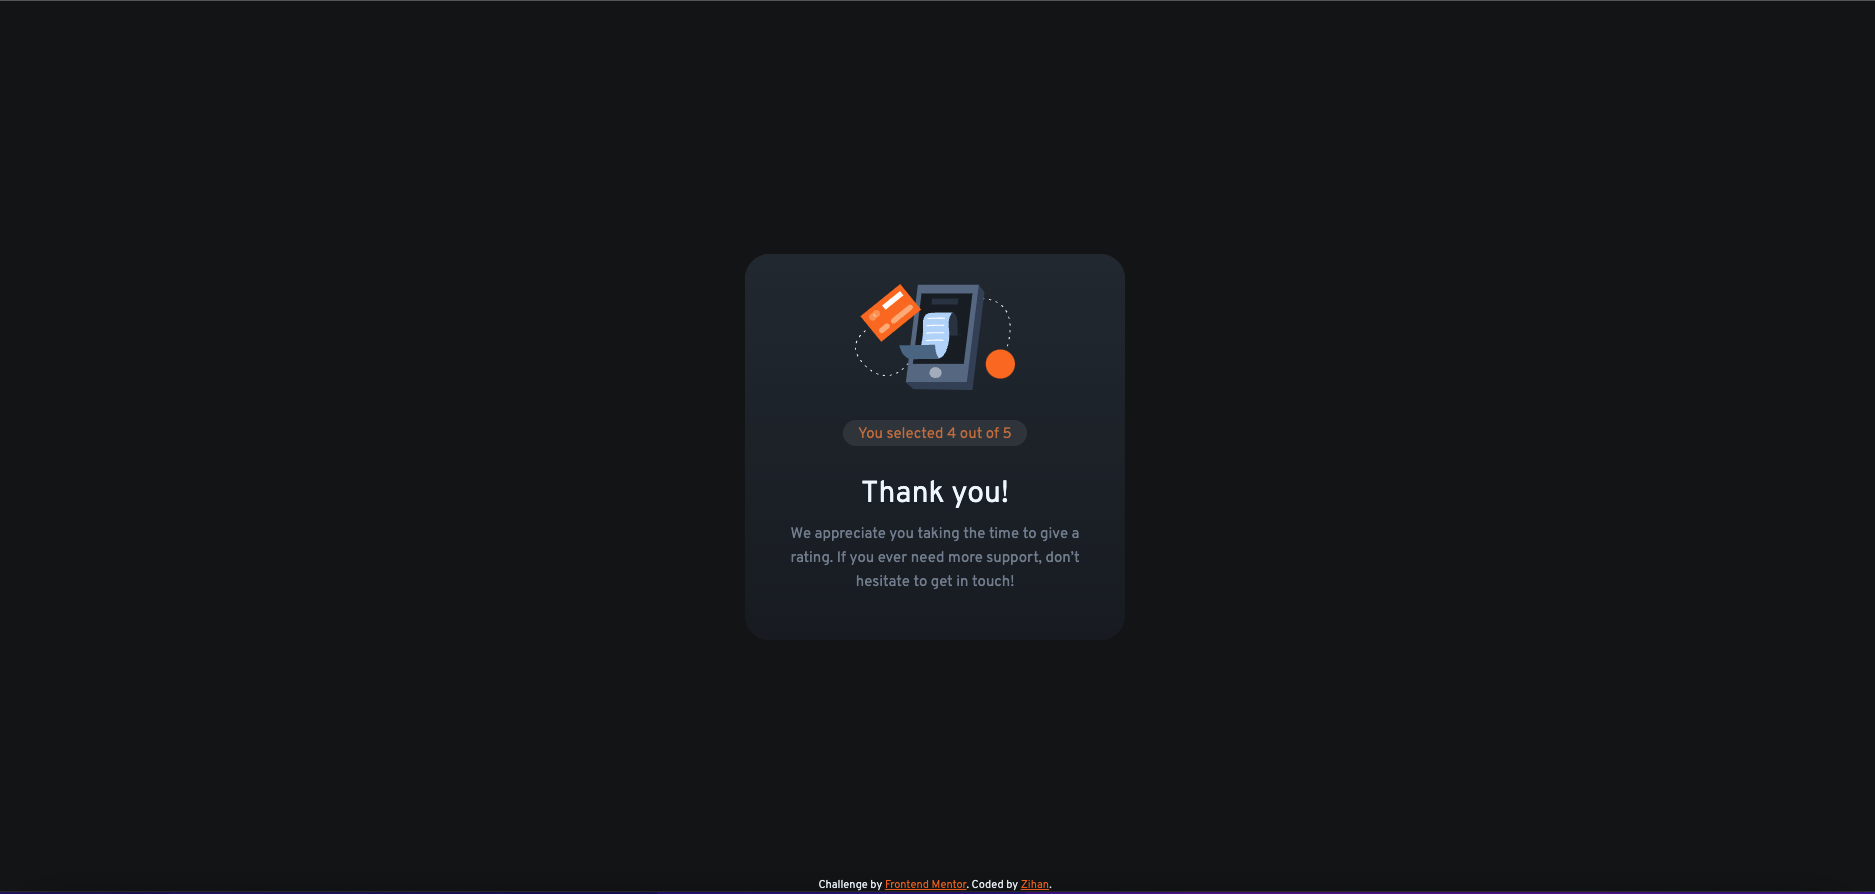 You selected 4 out of 5
Thank you!
We appreciate you taking the time to give a
rating. If you ever need more support, don’t
hesitate to get in touch!
Challenge by Frontend Mentor. Coded by Zihan.